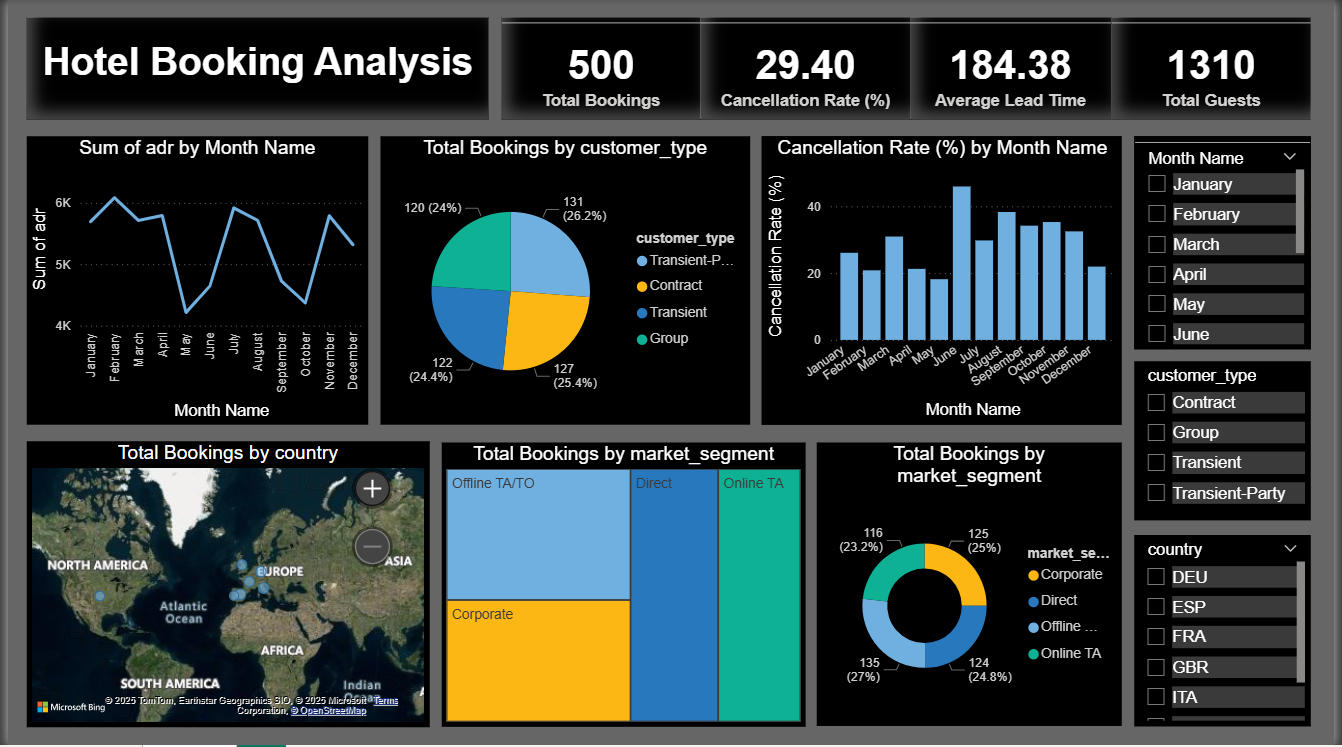 Hotel Booking Analysis
500
Total Bookings
29.40
Cancellation Rate (%)
184.38
Average Lead Time
1310
Total Guests
Sum of adr by Month Name
Sum of adr
6K
5K
4K
January
February
March
April
May
June
July
August
September
October
November
December
Month Name
Total Bookings by customer_type
120 (24%)
131
(26.2%)
122
(24.4%)
127
(25.4%)
customer_type
Transient-P...
Contract
Transient
Group
Cancellation Rate (%) by Month Name
Cancellation Rate (%)
40
20
0
January
February
March
April
May
June
July
August
September
October
November
December
Month Name
Month Name
January
February
March
April
May
June
customer_type
Contract
Group
Transient
Transient-Party
country
DEU
ESP
FRA
GBR
ITA
Total Bookings by country
NORTH AMERICA
EUROPE
ASIA
Atlantic
Ocean
AFRICA
SOUTH AMERICA
Indian
Ocean
Microsoft Bing
© 2025 TomTom, Earthstar Geographics SIO, © 2025 Microsoft Terms
Corporation, © OpenStreetMap
Total Bookings by market_segment
Offline TA/TO
Direct
Online TA
Corporate
Total Bookings by
market_segment
116
(23.2%)
125
(25%)
135
(27%)
124
(24.8%)
market_se...
Corporate
Direct
Offline ...
Online TA